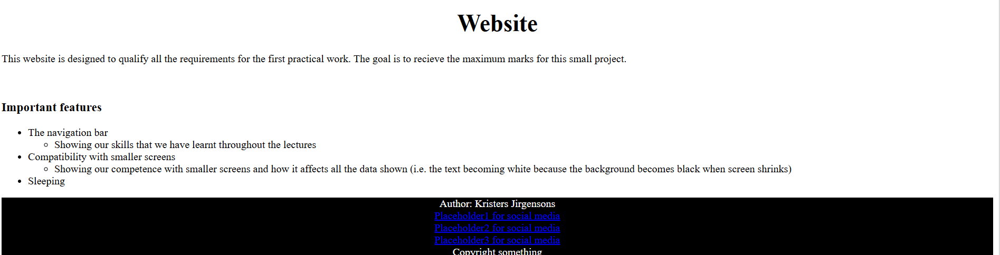 Website
This website is designed to qualify all the requirements for the first practical work. The goal is to recieve the maximum marks for this small project.
Important features
The navigation bar
Showing our skills that we have learnt throughout the lectures
Compatibility with smaller screens
Showing our competence with smaller screens and how it affects all the data shown (i.e. the text becoming white because the background becomes black when screen shrinks)
Sleeping
Author: Kristers Jirgensons
Placeholder1 for social media
Placeholder2 for social media
Placeholder3 for social media
Copyright something